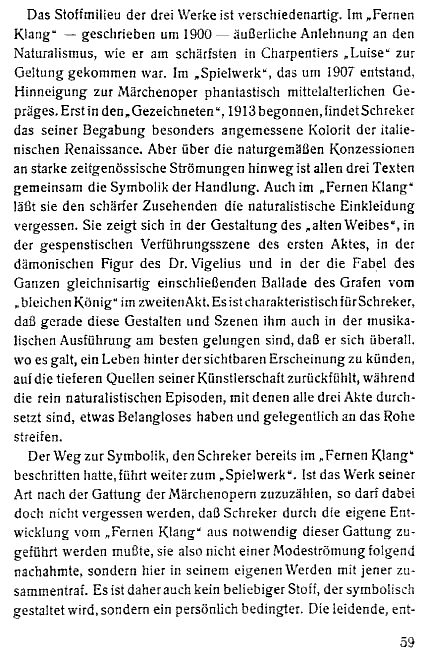 Das Stoffmilieu der drei Werke ist verschiedenartig. Im „Fernen
Klang“ — geschrieben um 1900 — äußerliche Anlehnung an den
Naturalismus, wie er am schärfsten in Charpentiers „Luise“ zur
Geltung gekommen war. Im „Spielwerk“, das um 1907 entstand,
Hinneigung zur Märchenoper phantastisch mittelalterlichen Ge-
präges. Erst in den „Gezeichneten“, 1913 begonnen, findet Schreker
das seiner Begabung besonders angemessene Kolorit der italie-
nischen Renaissance. Aber über die naturgemäßen Konzessionen
an starke zeitgenössische Strömungen hinweg ist allen drei Texten
gemeinsam die Symbolik der Handlung. Auch im „Fernen Klang“
läßt sie den schärfer Zusehenden die naturalistische Einkleidung
vergessen. Sie zeigt sich in der Gestaltung des „alten Weibes“, in
der gespenstischen Verführungsszene des ersten Aktes, in der
dämonischen Figur des Dr. Vigelius und in der die Fabel des
Ganzen gleichnisartig einschließenden Ballade des Grafen vom
„bleichen König“ im zweiten Akt. Es ist charakteristisch für Schreker,
daß gerade diese Gestalten und Szenen ihm auch in der musika-
lischen Ausführung am besten gelungen sind, daß er sich überall,
wo es galt, ein Leben hinter der sichtbaren Erscheinung zu künden,
auf die tieferen Quellen seiner Künstlerschaft zurückfühlt, während
die rein naturalistischen Episoden, mit denen alle drei Akte durch-
setzt sind, etwas Belangloses haben und gelegentlich an das Rohe
streifen.
Der Weg zur Symbolik, den Schreker bereits im „Fernen Klang“
beschritten hatte, führt weiter zum „Spielwerk“. Ist das Werk seiner
Art nach der Gattung der Märchenopern zuzuzählen, so darf dabei
doch nicht vergessen werden, daß Schreker durch die eigene Ent-
wicklung vom „Fernen Klang“ aus notwendig dieser Gattung zu-
geführt werden mußte, sie also nicht einer Modeströmung folgend
nachahmte, sondern hier in seinem eigenen Werden mit jener zu-
sammentraf. Es ist daher auch kein beliebiger Stoff, der symbolisch
gestaltet wird, sondern ein persönlich bedingter. Die leidende, ent-
59